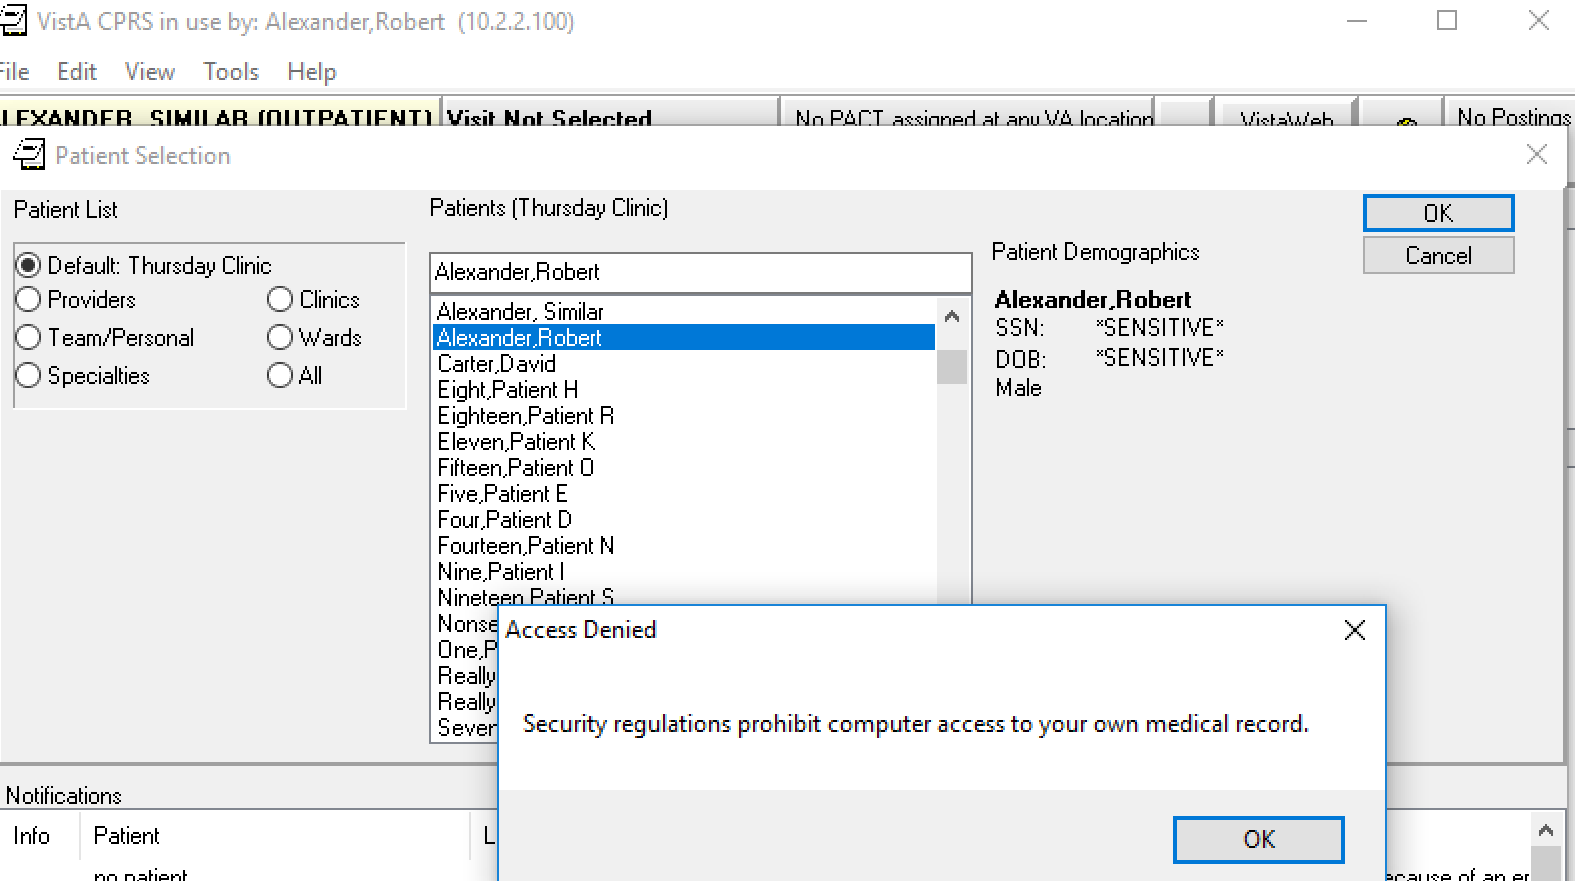 VistA CPRS in use by: Alexander,Robert (10.2.2.100)
File Edit View Tools Help
ALEXANDER, SIMILAR (OUTPATIENT) Visit Not Selected No PACT assigned at any VA location VistaWeb No Postings
Patient Selection
Patient List
Patients (Thursday Clinic)
OK
Cancel
Default: Thursday Clinic
Providers Clinics
Team/Personal Wards
Specialties All
Alexander,Robert
Alexander, Similar
Alexander,Robert
Carter,David
Eight,Patient H
Eighteen,Patient R
Eleven,Patient K
Fifteen,Patient O
Five,Patient E
Four,Patient D
Fourteen,Patient N
Nine,Patient I
Nineteen,Patient S
Nonse
One,P
Really
Really
Seven
Patient Demographics
Alexander,Robert
SSN: *SENSITIVE*
DOB: *SENSITIVE*
Male
Access Denied
Security regulations prohibit computer access to your own medical record.
OK
Notifications
Info Patient L
no patient
ecause of an er